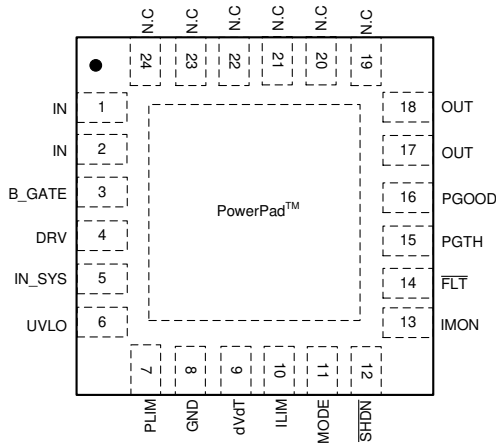 N.C N.C N.C N.C N.C N.C
24 23 22 21 20 19
IN 1
IN 2
B_GATE 3
DRV 4
IN_SYS 5
UVLO 6
PowerPad™
18 OUT
17 OUT
16 PGOOD
15 PGTH
14 FLT
13 IMON
7 8 9 10 11 12
PLIM GND dVdT ILIM MODE SHDN